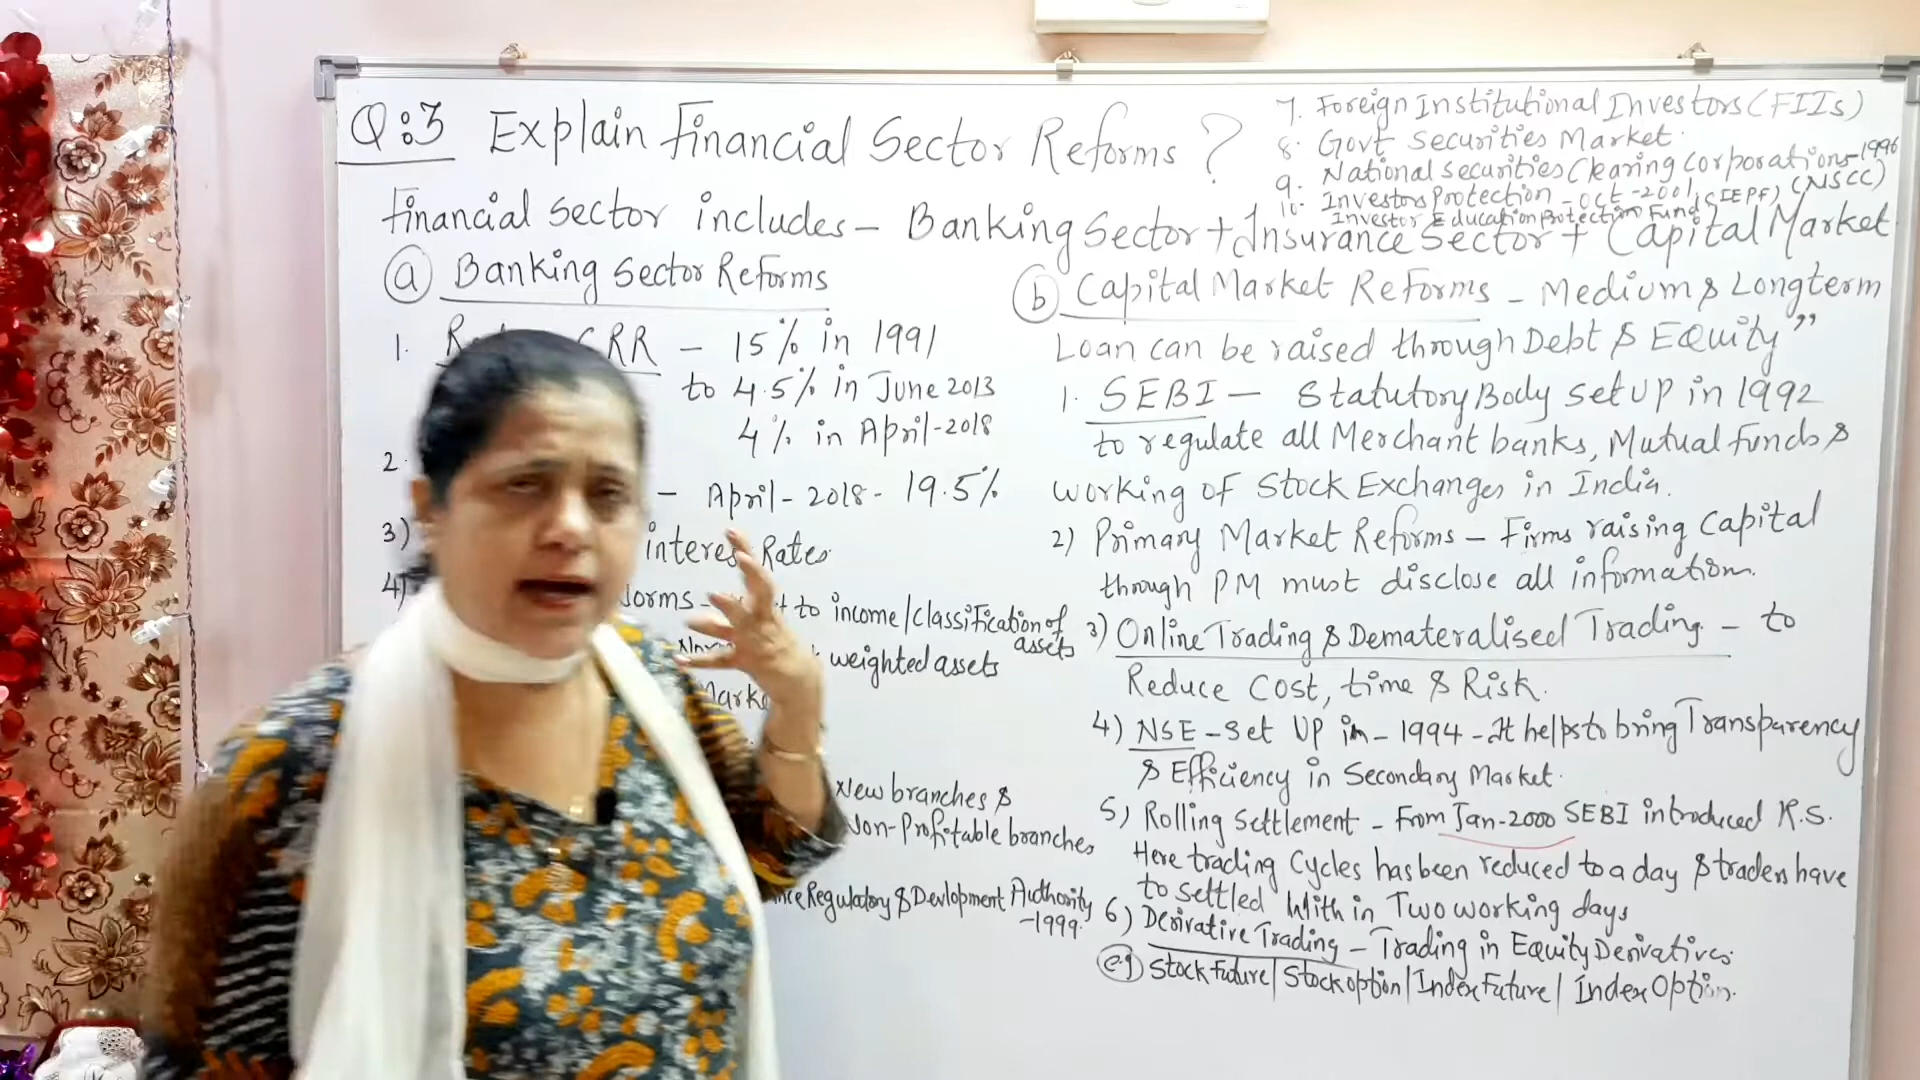 Q:3 Explain Financial Sector Reforms ?
Financial sector includes - Banking Sector + Insurance Sector + Capital Market
(a) Banking Sector Reforms
1. CRR - 15% in 1991
to 4.5% in June 2013
4% in April-2018
2.
- April - 2018 - 19.5%
3) Rates
4) Norms - to income/classification of
assets
weighted assets
New branches &
Non-Profitable branches
Regulatory & Devlopment Authority
-1999.
7. Foreign Institutional Investors (FIIs)
8. Govt Securities Market.
9. National Securities Clearing Corporations-1996
(NSCC)
10. Investors Protection - Oct-2001 (IEPF)
Investor Education Protection Fund
(b) Capital Market Reforms - Medium & Longterm
Loan can be raised through Debt & Equity"
1. SEBI - Statutory Body set up in 1992
to regulate all Merchant banks, Mutual Funds &
working of Stock Exchanges in India.
2) Primary Market Reforms - Firms raising Capital
through PM must disclose all information.
3) Online Trading & Demateralised Trading. - to
Reduce Cost, time & Risk.
4) NSE - Set Up in - 1994 - It helps to bring Transparency
& Efficiency in Secondary Market.
5) Rolling Settlement - From Jan-2000 SEBI introduced R.S.
Here trading Cycles has been reduced to a day & traders have
to settled With in Two working days
6) Derivative Trading - Trading in Equity Derivatives.
(e.g) Stock Future/ Stock option/ Index Future/ Index Option.